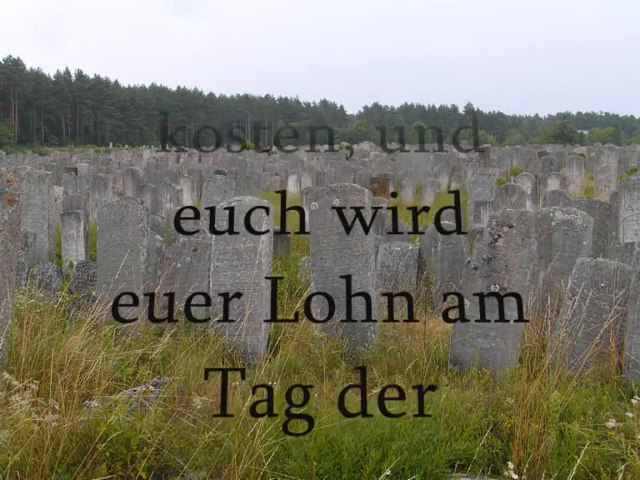 kosten, und
euch wird
euer Lohn am
Tag der